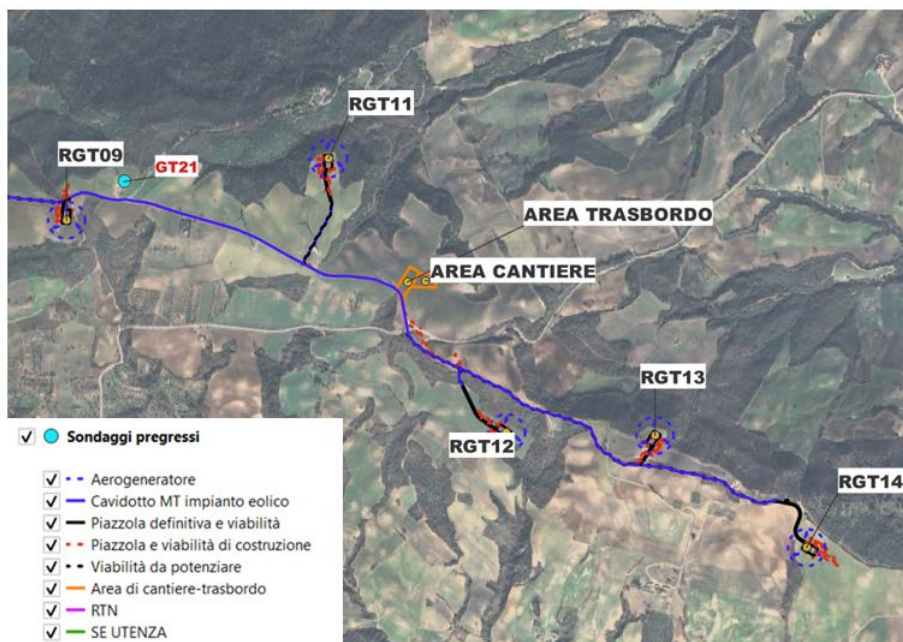 RGT11
RGT09
GT21
AREA TRASBORDO
AREA CANTIERE
RGT13
RGT12
RGT14
Sondaggi pregressi
Aerogeneratore
Cavidotto MT impianto eolico
Piazzola definitiva e viabilità
Piazzola e viabilità di costruzione
Viabilità da potenziare
Area di cantiere-trasbordo
RTN
SE UTENZA